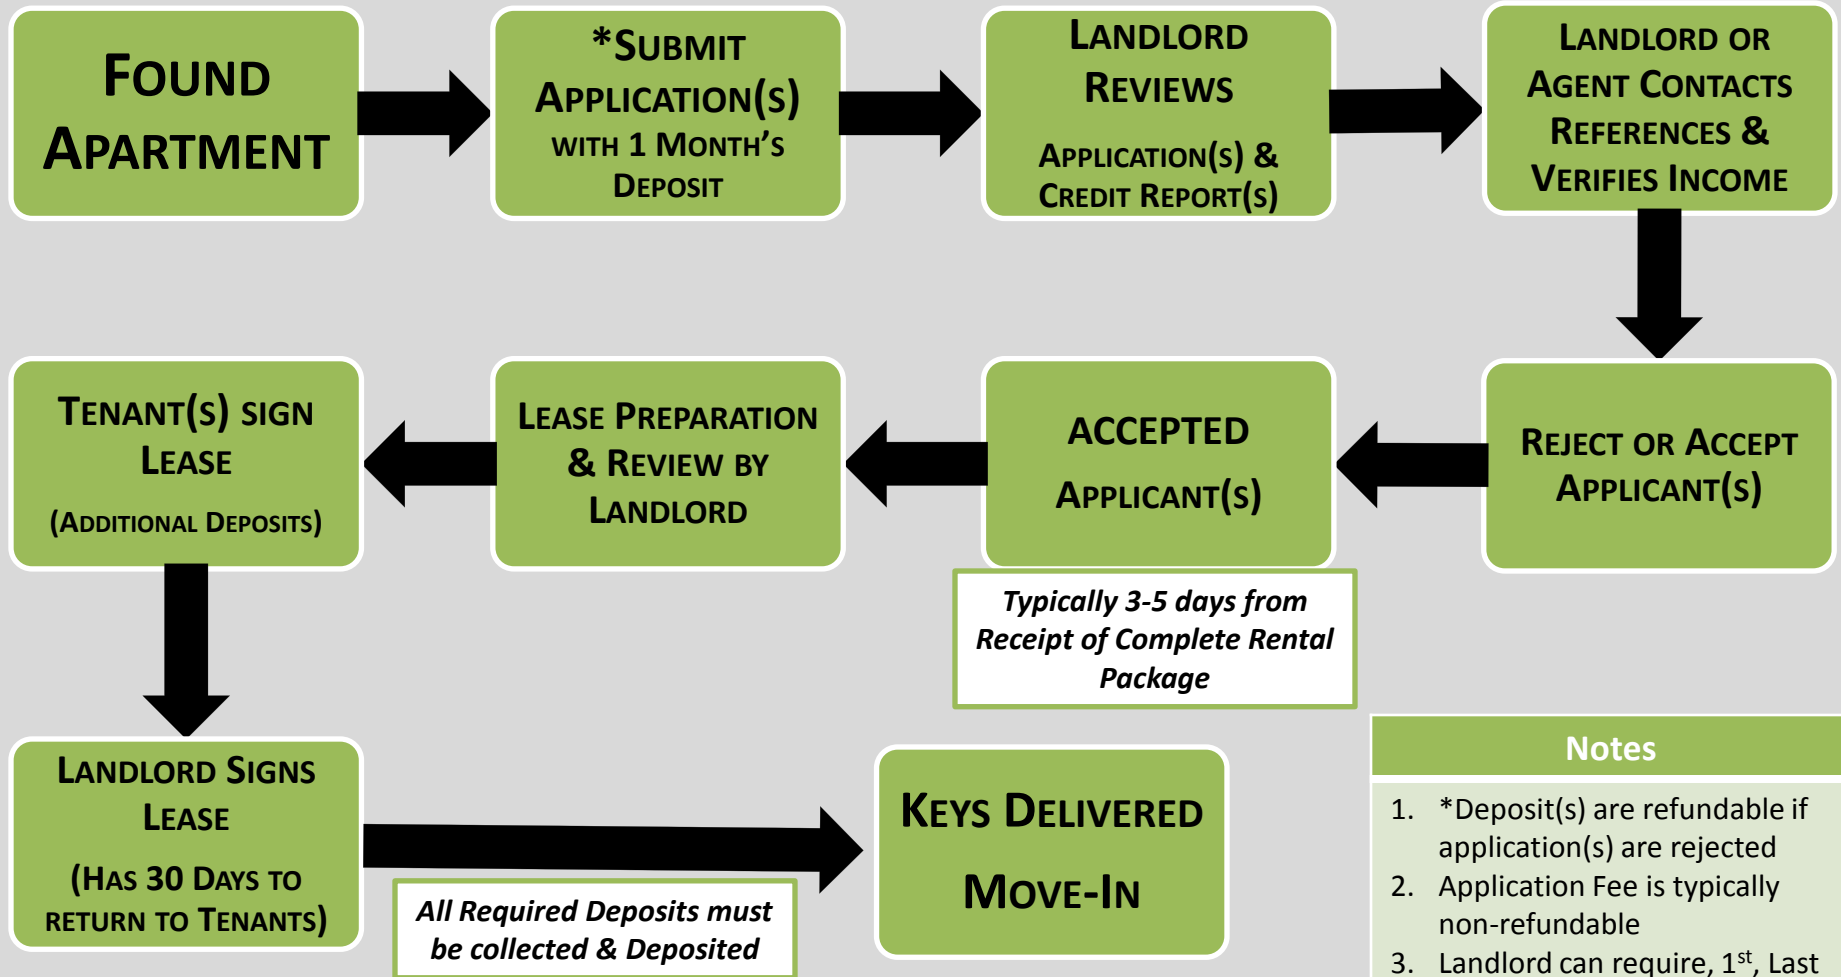 Found
Apartment
*Submit
Application(s)
with 1 Month's
Deposit
Landlord
Reviews
Application(s) &
Credit Report(s)
Landlord or
Agent Contacts
References &
Verifies Income
Reject or Accept
Applicant(s)
ACCEPTED
Applicant(s)
Typically 3-5 days from
Receipt of Complete Rental
Package
Lease Preparation
& Review by
Landlord
Tenant(s) sign
Lease
(Additional Deposits)
Landlord Signs
Lease
(Has 30 Days to
return to Tenants)
All Required Deposits must
be collected & Deposited
Keys Delivered
Move-In
Notes
1. *Deposit(s) are refundable if
application(s) are rejected
2. Application Fee is typically
non-refundable
3. Landlord can require, 1st, Last